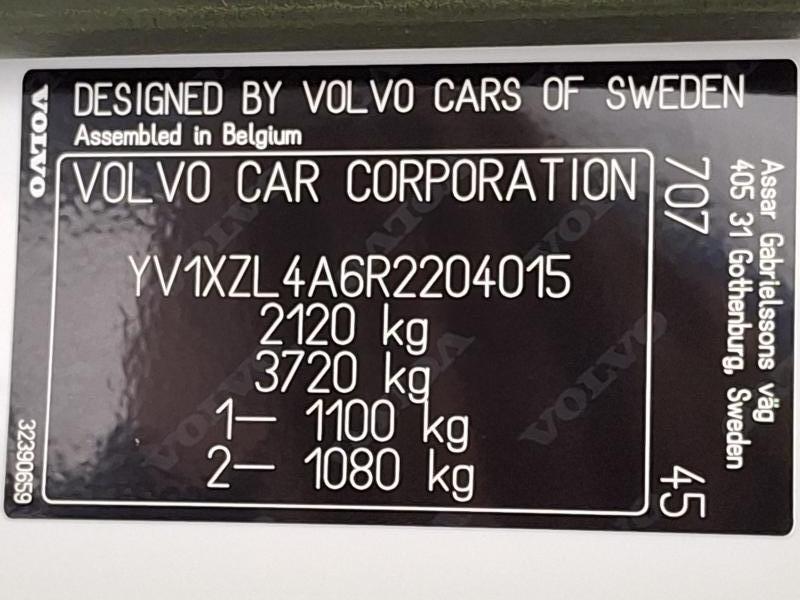 VOLVO
DESIGNED BY VOLVO CARS OF SWEDEN
Assembled in Belgium
VOLVO CAR CORPORATION
YV1XZL4A6R2204015
2120 kg
3720 kg
1– 1100 kg
2– 1080 kg
707
45
Assar Gabrielssons väg
405 31 Gothenburg, Sweden
32390659